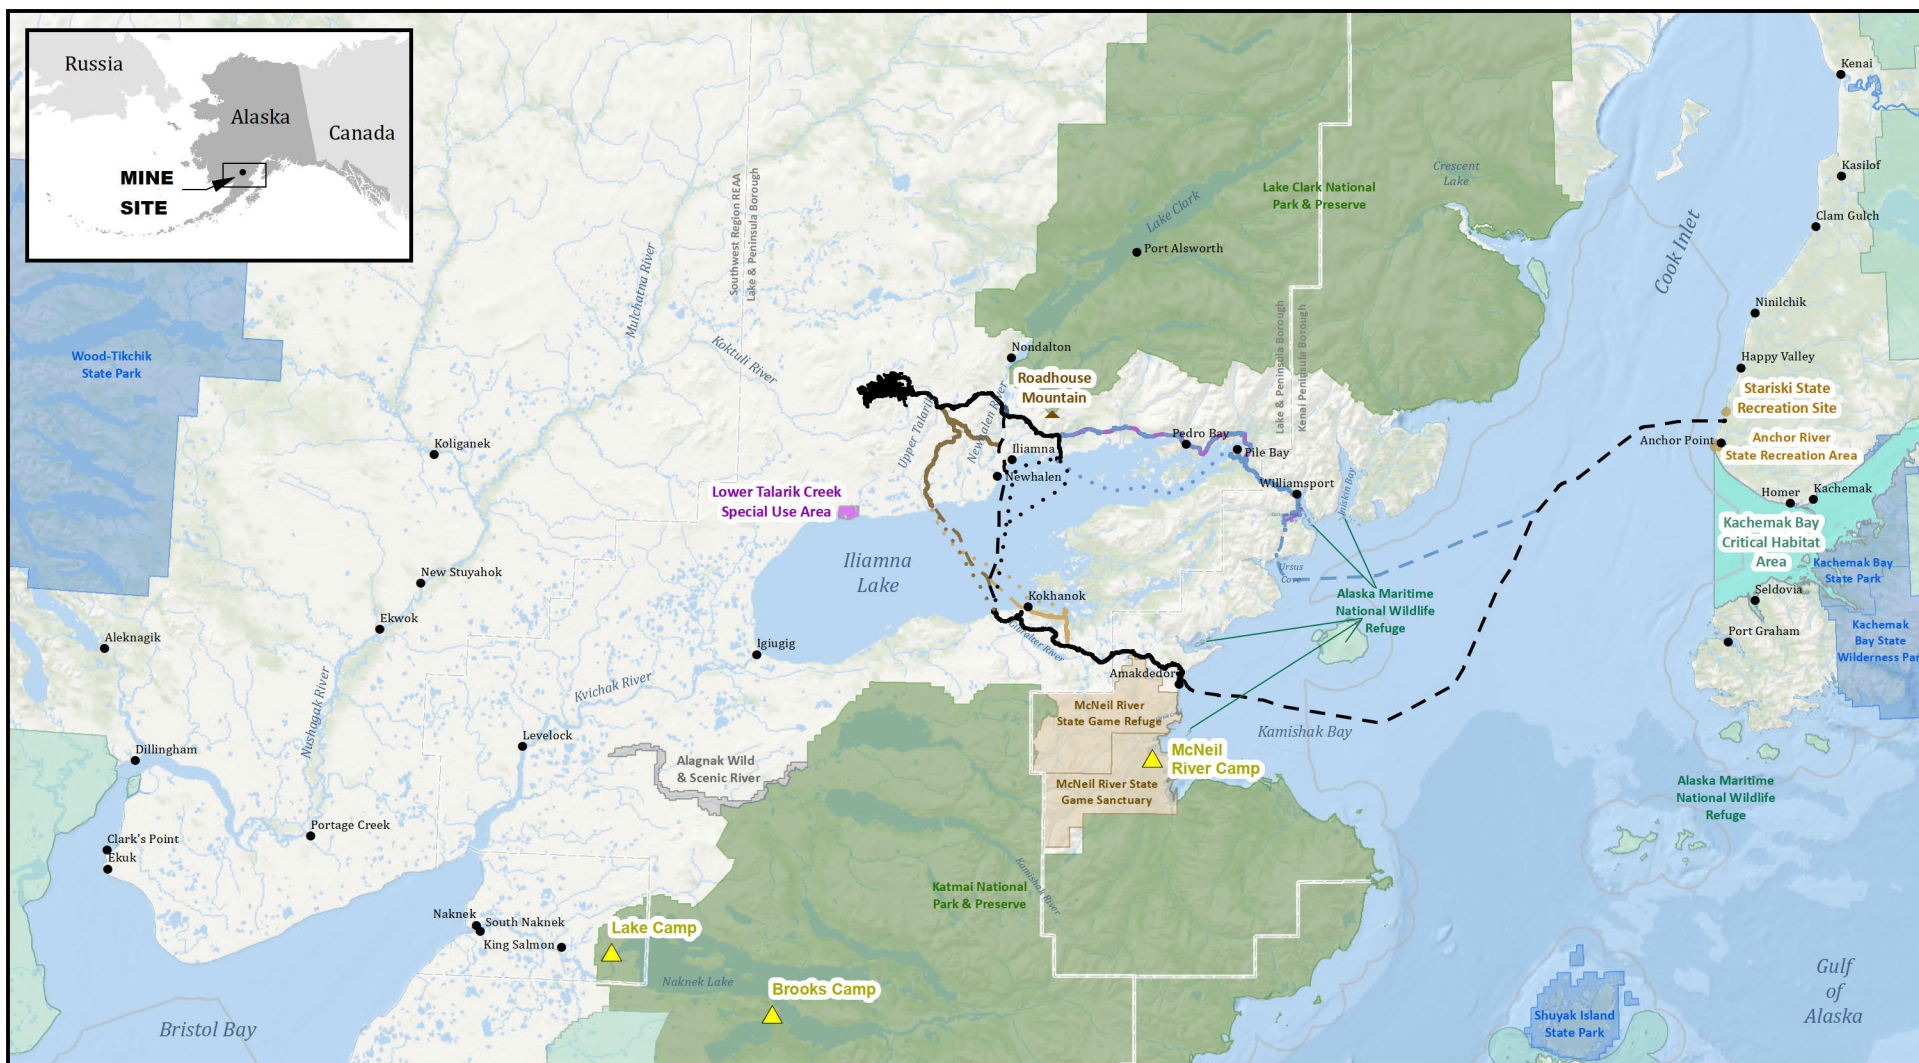 Russia
Alaska
Canada
MINE
SITE
Wood-Tikchik
State Park
Southwest Region REAA
Lake & Peninsula Borough
Mulchatna River
Koktuli River
Lake Clark National
Park & Preserve
Lake Clark
Port Alsworth
Crescent
Lake
Cook Inlet
Kenai
Kasilof
Clam Gulch
Ninilchik
Happy Valley
Stariski State
Recreation Site
Anchor Point
Anchor River
State Recreation Area
Lake & Peninsula Borough
Kenai Peninsula Borough
Nondalton
Roadhouse
Mountain
Newhalen River
Upper Talarik
Iliamna
Newhalen
Pedro Bay
Pile Bay
Williamsport
Iniskin Bay
Koliganek
Lower Talarik Creek
Special Use Area
Iliamna
Lake
Homer
Kachemak
Kachemak Bay
Critical Habitat
Area
Kachemak Bay
State Park
Seldovia
Port Graham
Kachemak
Bay State
Wilderness Par
Ursus
Cove
Alaska Maritime
National Wildlife
Refuge
New Stuyahok
Ekwok
Aleknagik
Igiugig
Kokhanok
Gibralter River
Kvichak River
Nushagak River
Amakdedori
McNeil River
State Game Refuge
Kamishak Bay
McNeil
River Camp
McNeil River State
Game Sanctuary
Levelock
Dillingham
Alagnak Wild
& Scenic River
Alaska Maritime
National Wildlife
Refuge
Portage Creek
Clark's Point
Ekuk
Katmai National
Park & Preserve
Kamishak River
Naknek
South Naknek
King Salmon
Lake Camp
Naknek Lake
Brooks Camp
Bristol Bay
Shuyak Island
State Park
Gulf
of
Alaska